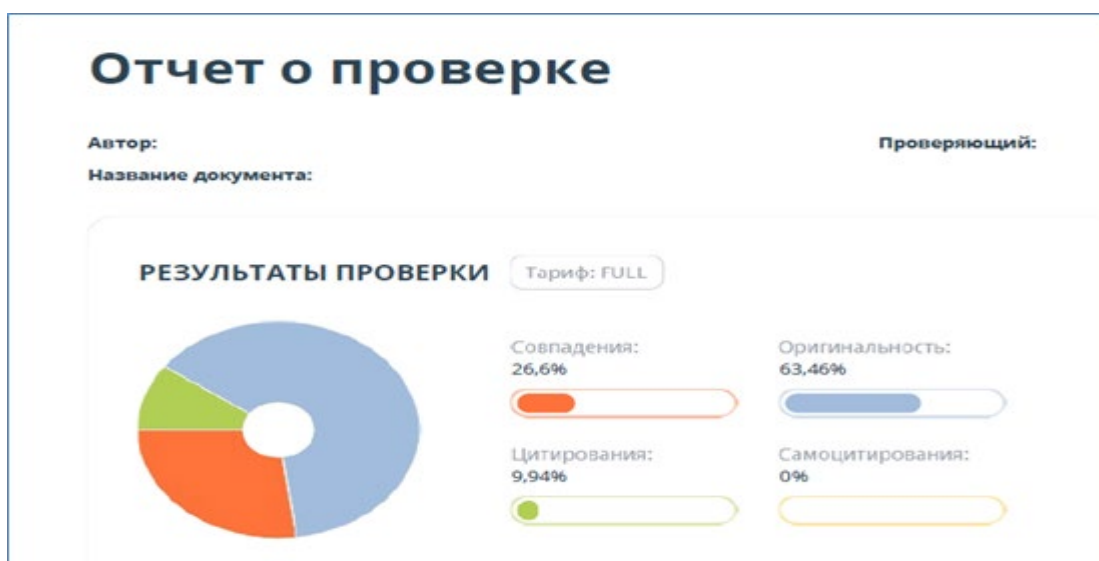 Отчет о проверке
Автор: Проверяющий:
Название документа:
РЕЗУЛЬТАТЫ ПРОВЕРКИ Тариф: FULL
Совпадения: Оригинальность:
26,6% 63,46%
Цитирования: Самоцитирования:
9,94% 0%